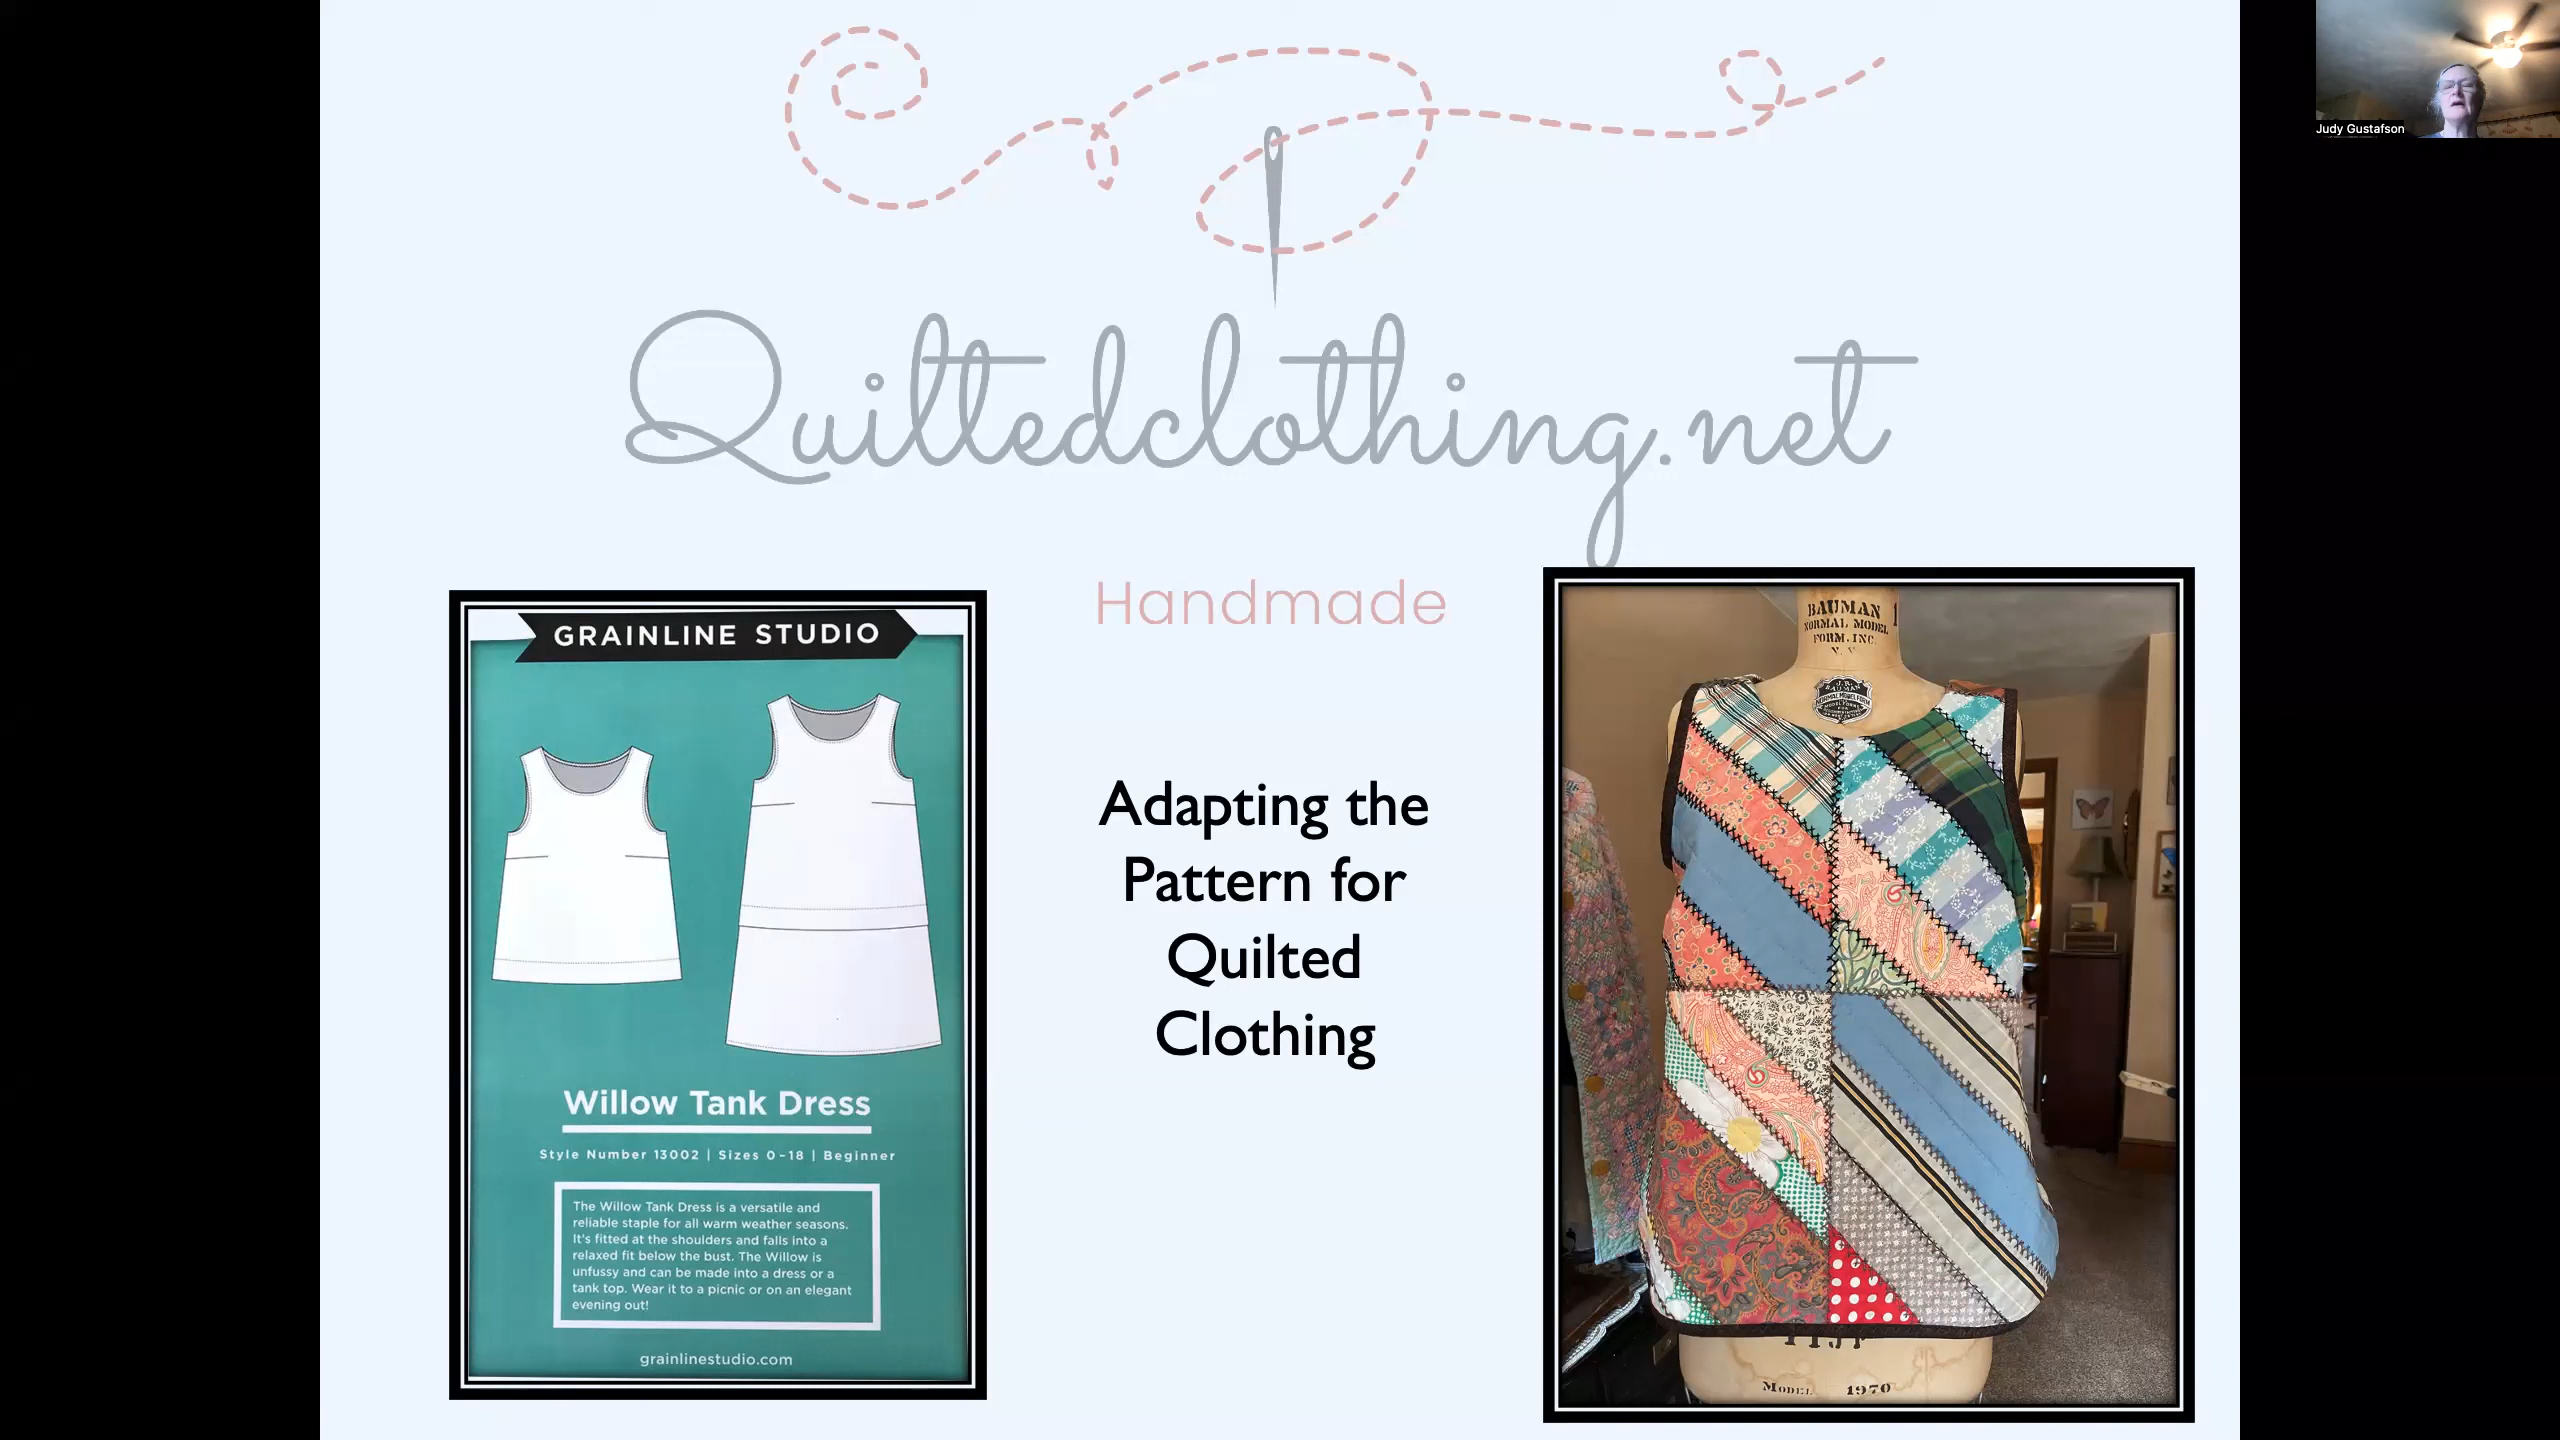 Judy Gustafson
Quiltedclothing.net
Handmade
GRAINLINE STUDIO
Willow Tank Dress
Style Number 13002 | Sizes 0-18 | Beginner
The Willow Tank Dress is a versatile and
reliable staple for all warm weather seasons.
It's fitted at the shoulders and falls into a
relaxed fit below the bust. The Willow is
unfussy and can be made into a dress or a
tank top. Wear it to a picnic or on an elegant
evening out!
grainlinestudio.com
Adapting the
Pattern for
Quilted
Clothing
BAUMAN
NORMAL MODEL
FORM. INC.
J.R.
BAUMAN
MODEL 1970